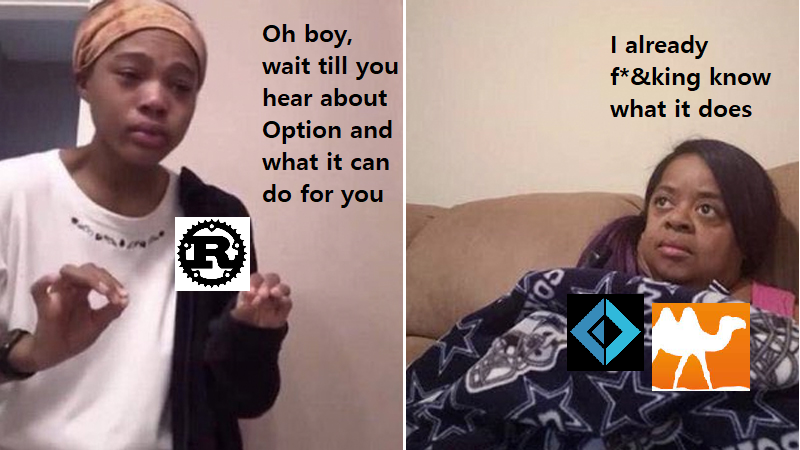 Oh boy,
wait till you
hear about
Option and
what it can
do for you
R
I already
f*&king know
what it does